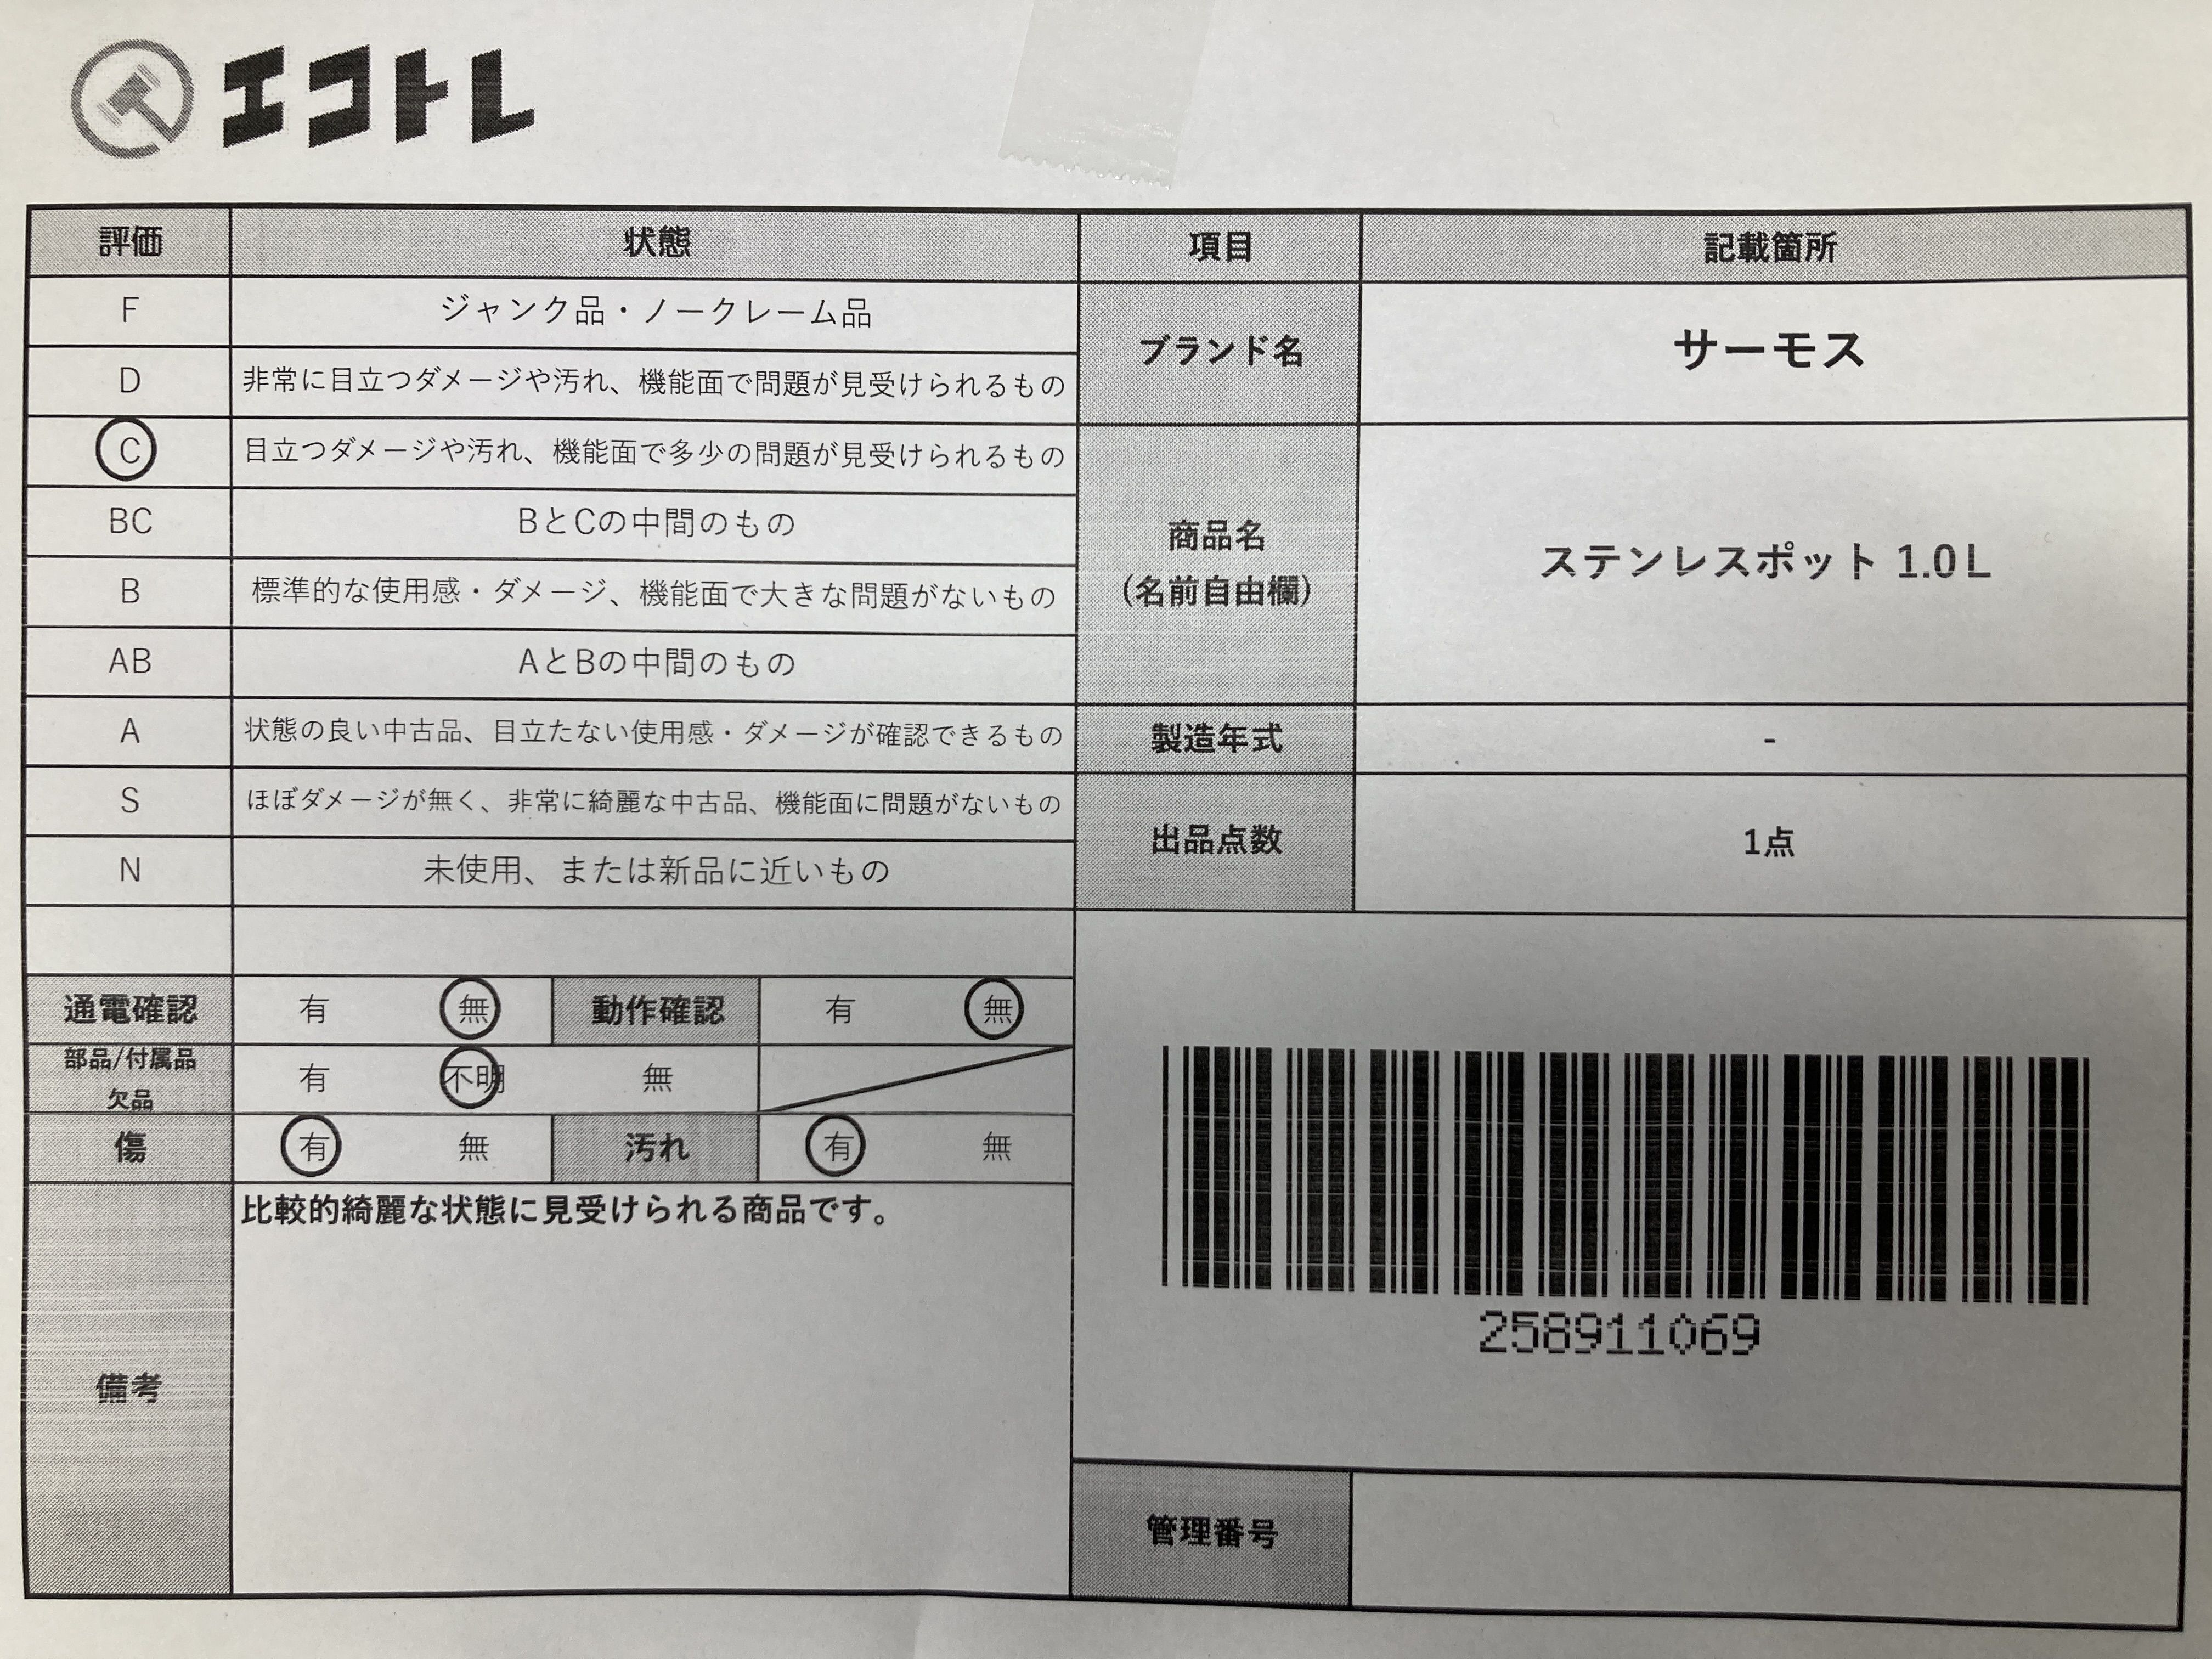 エコトレ
評価 状態 項目 記載箇所
F ジャンク品・ノークレーム品
D 非常に目立つダメージや汚れ、機能面で問題が見受けられるもの
C 目立つダメージや汚れ、機能面で多少の問題が見受けられるもの
BC BとCの中間のもの
B 標準的な使用感・ダメージ、機能面で大きな問題がないもの
AB AとBの中間のもの
A 状態の良い中古品、目立たない使用感・ダメージが確認できるもの
S ほぼダメージが無く、非常に綺麗な中古品、機能面に問題がないもの
N 未使用、または新品に近いもの
ブランド名 サーモス
商品名
(名前自由欄)
ステンレスポット 1.0L
製造年式 -
出品点数 1点
通電確認 有 無 動作確認 有 無
部品/付属品
欠品
有 不明 無
傷 有 無 汚れ 有 無
備考
比較的綺麗な状態に見受けられる商品です。
258911069
管理番号